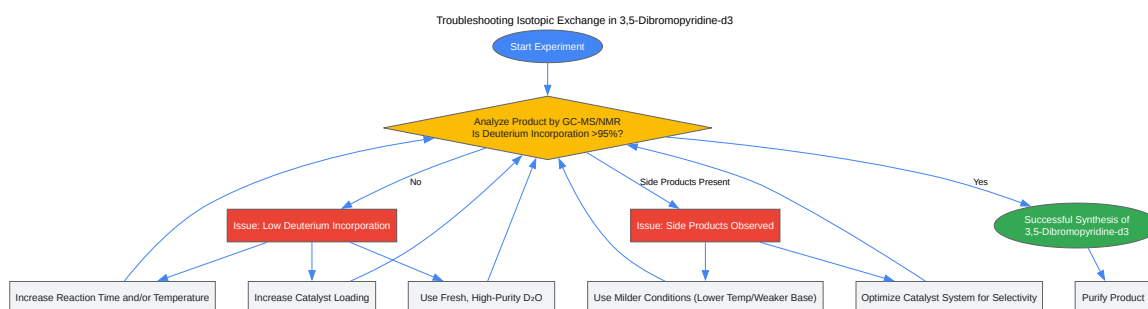 Troubleshooting Isotopic Exchange in 3,5-Dibromopyridine-d3
Start Experiment
Analyze Product by GC-MS/NMR
Is Deuterium Incorporation >95%?
No
Side Products Present
Yes
Issue: Low Deuterium Incorporation
Issue: Side Products Observed
Successful Synthesis of
3,5-Dibromopyridine-d3
Increase Reaction Time and/or Temperature
Increase Catalyst Loading
Use Fresh, High-Purity D₂O
Use Milder Conditions (Lower Temp/Weaker Base)
Optimize Catalyst System for Selectivity
Purify Product